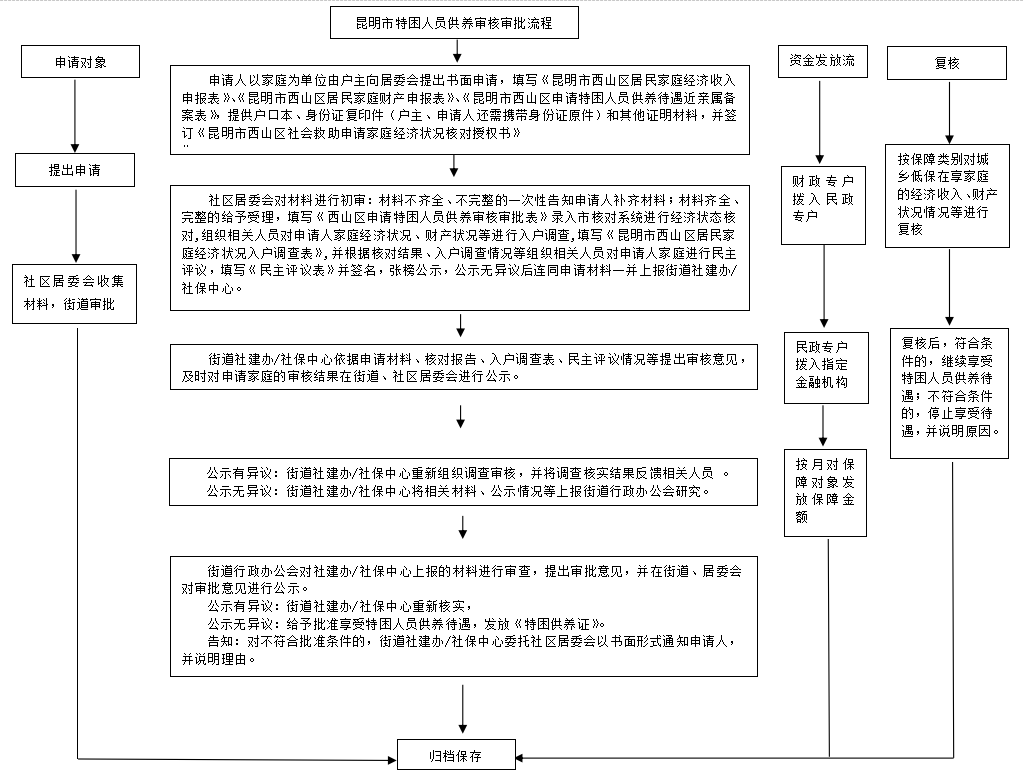 昆明市特困人员供养审核审批流程
申请对象
提出申请
社区居委会收集
材料，街道审批
申请人以家庭为单位由户主向居委会提出书面申请，填写《昆明市西山区居民家庭经济收入
申报表》、《昆明市西山区居民家庭财产申报表》、《昆明市西山区申请特困人员供养待遇近亲属备
案表》，提供户口本、身份证复印件（户主、申请人还需携带身份证原件）和其他证明材料，并签
订《昆明市西山区社会救助申请家庭经济状况核对授权书》
"
社区居委会对材料进行初审：材料不齐全、不完整的一次性告知申请人补齐材料；材料齐全、
完整的给予受理，填写《西山区申请特困人员供养审核审批表》录入市核对系统进行经济状态核
对,组织相关人员对申请人家庭经济状况、财产状况等进行入户调查,填写《昆明市西山区居民家
庭经济状况入户调查表》,并根据核对结果、入户调查情况等组织相关人员对申请人家庭进行民主
评议，填写《民主评议表》并签名，张榜公示，公示无异议后连同申请材料一并上报街道社建办/
社保中心。
街道社建办/社保中心依据申请材料、核对报告、入户调查表、民主评议情况等提出审核意见，
及时对申请家庭的审核结果在街道、社区居委会进行公示。
公示有异议：街道社建办/社保中心重新组织调查审核，并将调查核实结果反馈相关人员 。
公示无异议：街道社建办/社保中心将相关材料、公示情况等上报街道行政办公会研究。
街道行政办公会对社建办/社保中心上报的材料进行审查，提出审批意见，并在街道、居委会
对审批意见进行公示。
公示有异议：街道社建办/社保中心重新核实，
公示无异议：给予批准享受特困人员供养待遇，发放《特困供养证》。
告知：对不符合批准条件的，街道社建办/社保中心委托社区居委会以书面形式通知申请人，
并说明理由。
归档保存
资金发放流
财政专户
拨入民政
专户
民政专户
拨入指定
金融机构
按月对保
障对象发
放保障金
额
复核
按保障类别对城
乡低保在享家庭
的经济收入、财产
状况情况等进行
复核
复核后，符合条
件的，继续享受
特困人员供养待
遇；不符合条件
的，停止享受待
遇，并说明原因。